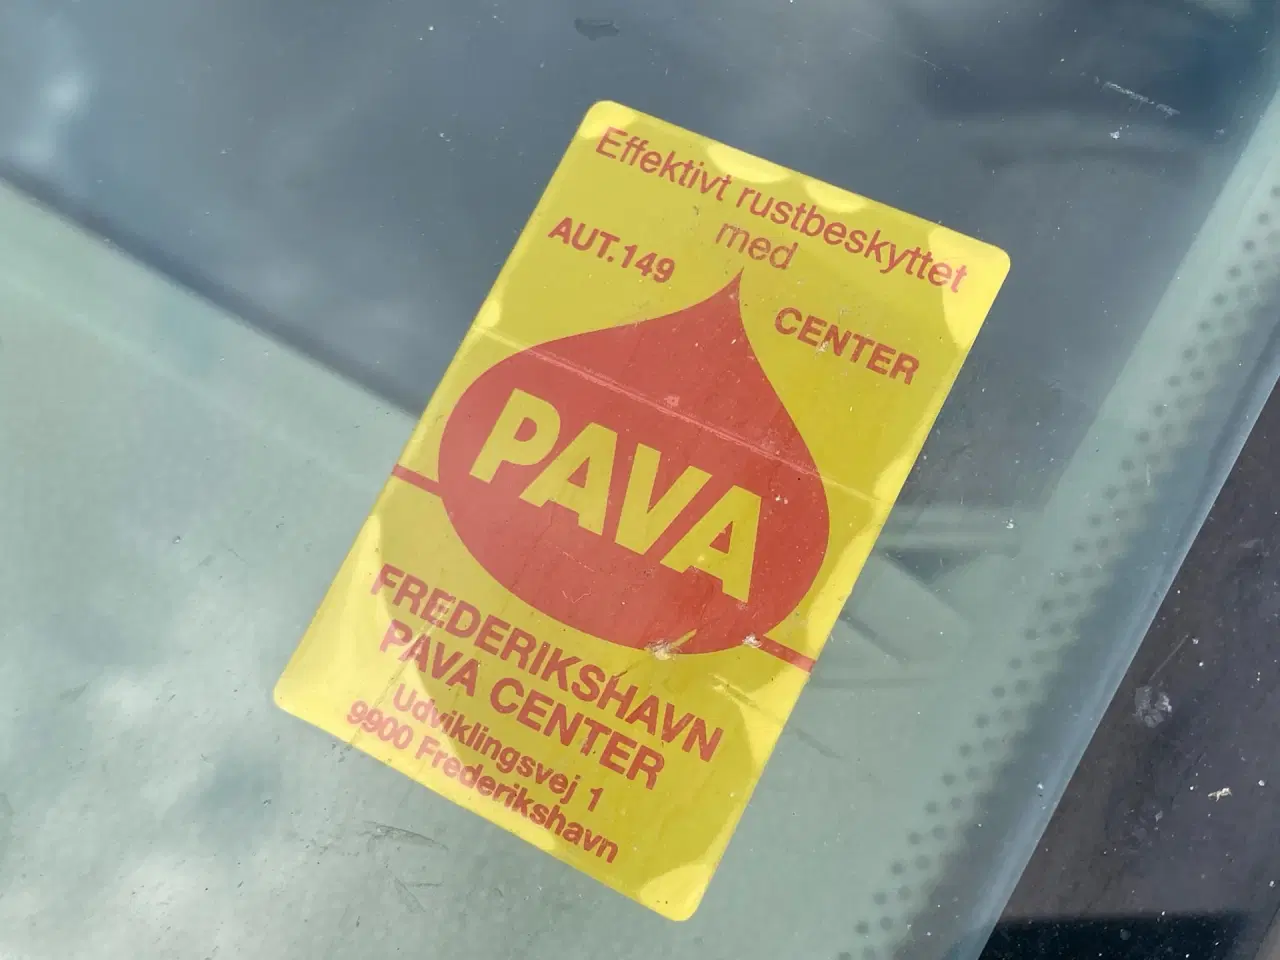 Effektivt rustbeskyttet
med
AUT.149 CENTER
PAVA
FREDERIKSHAVN
PAVA CENTER
Udviklingsvej 1
9900 Frederikshavn